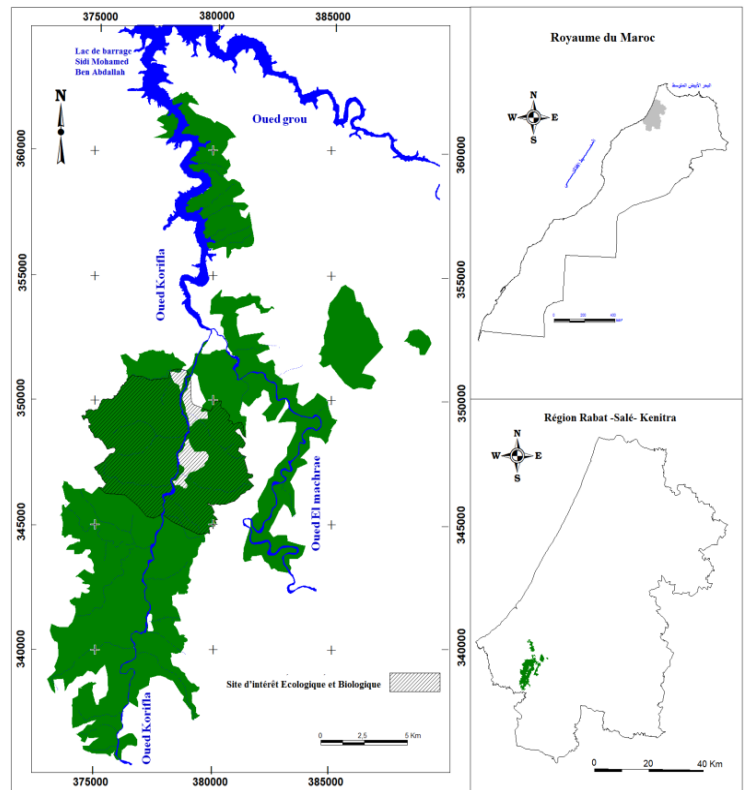 375000
380000
385000
Lac de barrage
Sidi Mohamed
Ben Abdallah
N
Oued grou
360000
355000
350000
345000
340000
Oued Korifla
Oued El machrae
Oued Korifla
Site d'intérêt Ecologique et Biologique
0 2,5 5 Km
375000
380000
385000
360000
355000
350000
345000
340000
Royaume du Maroc
البحر الأبيض المتوسط
N
W E
S
Région Rabat -Salé- Kenitra
N
W E
S
0 20 40 Km